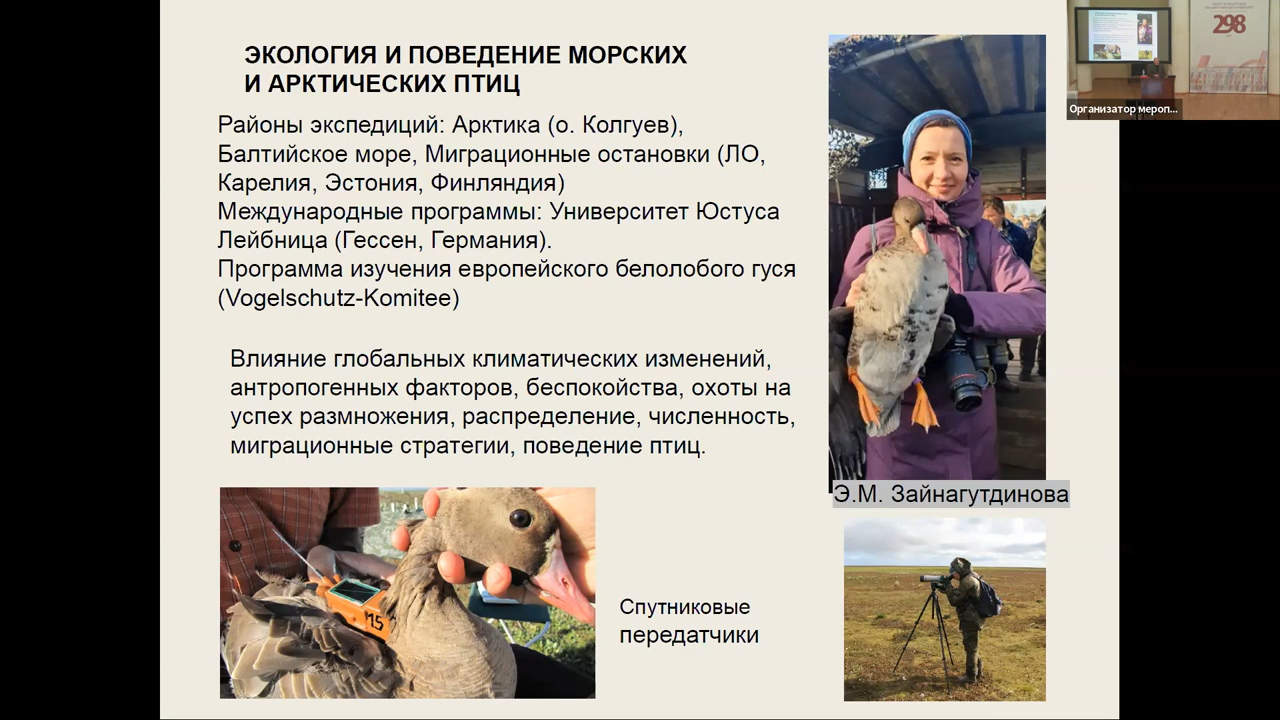 ЭКОЛОГИЯ И ПОВЕДЕНИЕ МОРСКИХ
И АРКТИЧЕСКИХ ПТИЦ
Районы экспедиций: Арктика (о. Колгуев),
Балтийское море, Миграционные остановки (ЛО,
Карелия, Эстония, Финляндия)
Международные программы: Университет Юстуса
Лейбница (Гессен, Германия).
Программа изучения европейского белолобого гуся
(Vogelschutz-Komitee)
Влияние глобальных климатических изменений,
антропогенных факторов, беспокойства, охоты на
успех размножения, распределение, численность,
миграционные стратегии, поведение птиц.
Э.М. Зайнагутдинова
M5
Спутниковые
передатчики
298
Организатор мероп...